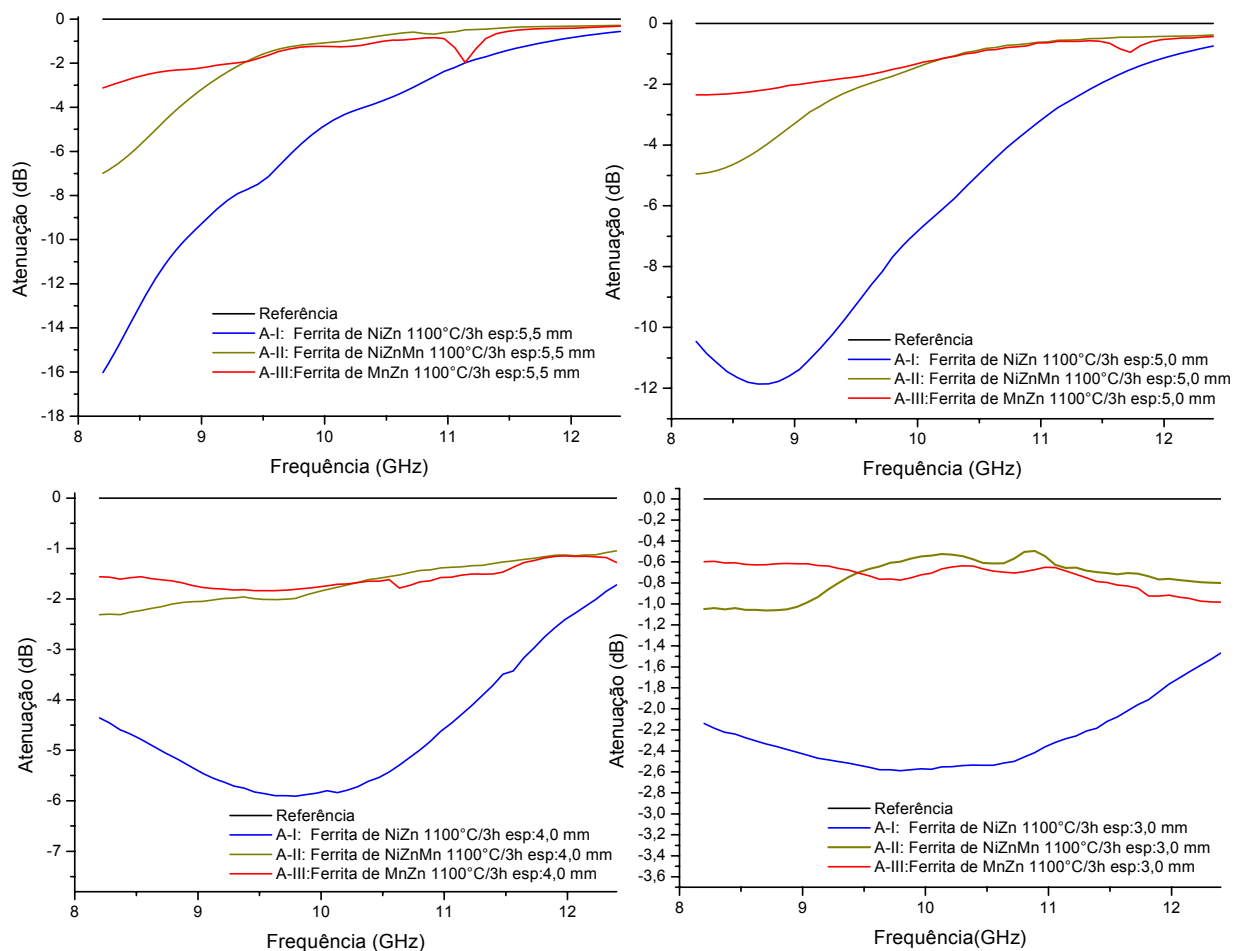 0
-2
-4
-6
-8
-10
-12
-14
-16
-18
Atenuação (dB)
Referência
A-I: Ferrita de NiZn 1100°C/3h esp:5,5 mm
A-II: Ferrita de NiZnMn 1100°C/3h esp:5,5 mm
A-III:Ferrita de MnZn 1100°C/3h esp:5,5 mm
8 9 10 11 12
Frequência (GHz)
0
-2
-4
-6
-8
-10
-12
Atenuação (dB)
Referência
A-I: Ferrita de NiZn 1100°C/3h esp:5,0 mm
A-II: Ferrita de NiZnMn 1100°C/3h esp:5,0 mm
A-III:Ferrita de MnZn 1100°C/3h esp:5,0 mm
8 9 10 11 12
Frequência (GHz)
0
-1
-2
-3
-4
-5
-6
-7
Atenuação (dB)
Referência
A-I: Ferrita de NiZn 1100°C/3h esp:4,0 mm
A-II: Ferrita de NiZnMn 1100°C/3h esp:4,0 mm
A-III:Ferrita de MnZn 1100°C/3h esp:4,0 mm
8 9 10 11 12
Frequência (GHz)
0,0
-0,2
-0,4
-0,6
-0,8
-1,0
-1,2
-1,4
-1,6
-1,8
-2,0
-2,2
-2,4
-2,6
-2,8
-3,0
-3,2
-3,4
-3,6
Atenuação (dB)
Referência
A-I: Ferrita de NiZn 1100°C/3h esp:3,0 mm
A-II: Ferrita de NiZnMn 1100°C/3h esp:3,0 mm
A-III:Ferrita de MnZn 1100°C/3h esp:3,0 mm
8 9 10 11 12
Frequência(GHz)